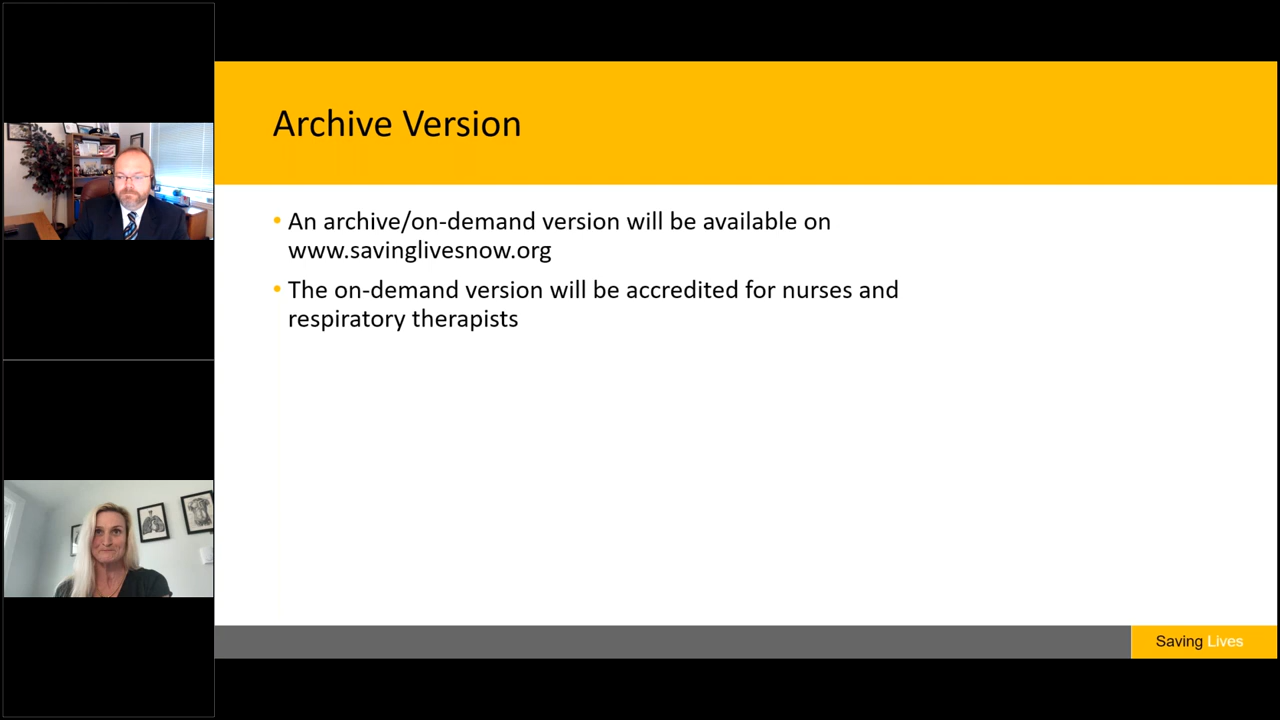 Archive Version
• An archive/on-demand version will be available on
www.savinglivesnow.org
• The on-demand version will be accredited for nurses and
respiratory therapists
Saving Lives